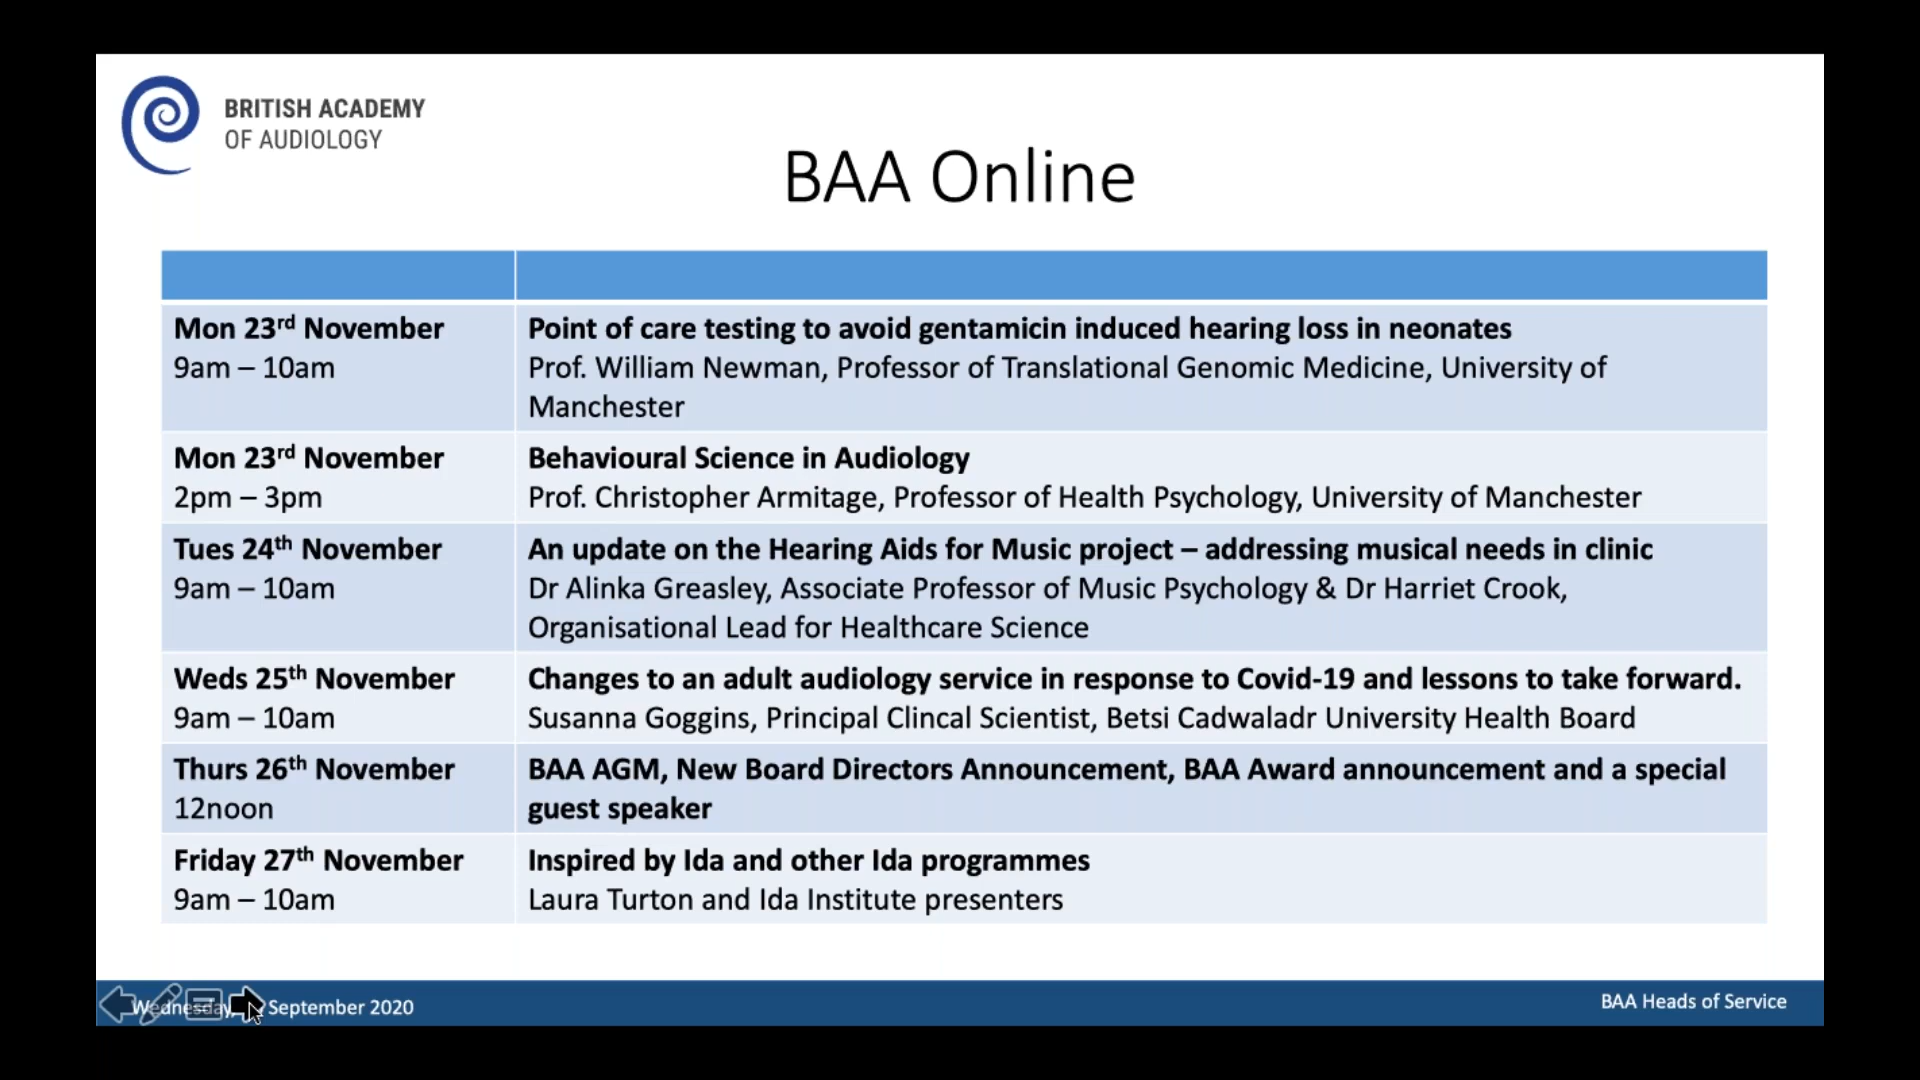 BRITISH ACADEMY
OF AUDIOLOGY
BAA Online
Mon 23rd November
9am – 10am
Point of care testing to avoid gentamicin induced hearing loss in neonates
Prof. William Newman, Professor of Translational Genomic Medicine, University of
Manchester
Mon 23rd November
2pm – 3pm
Behavioural Science in Audiology
Prof. Christopher Armitage, Professor of Health Psychology, University of Manchester
Tues 24th November
9am – 10am
An update on the Hearing Aids for Music project – addressing musical needs in clinic
Dr Alinka Greasley, Associate Professor of Music Psychology & Dr Harriet Crook,
Organisational Lead for Healthcare Science
Weds 25th November
9am – 10am
Changes to an adult audiology service in response to Covid-19 and lessons to take forward.
Susanna Goggins, Principal Clincal Scientist, Betsi Cadwaladr University Health Board
Thurs 26th November
12noon
BAA AGM, New Board Directors Announcement, BAA Award announcement and a special
guest speaker
Friday 27th November
9am – 10am
Inspired by Ida and other Ida programmes
Laura Turton and Ida Institute presenters
Wednesday, September 2020
BAA Heads of Service